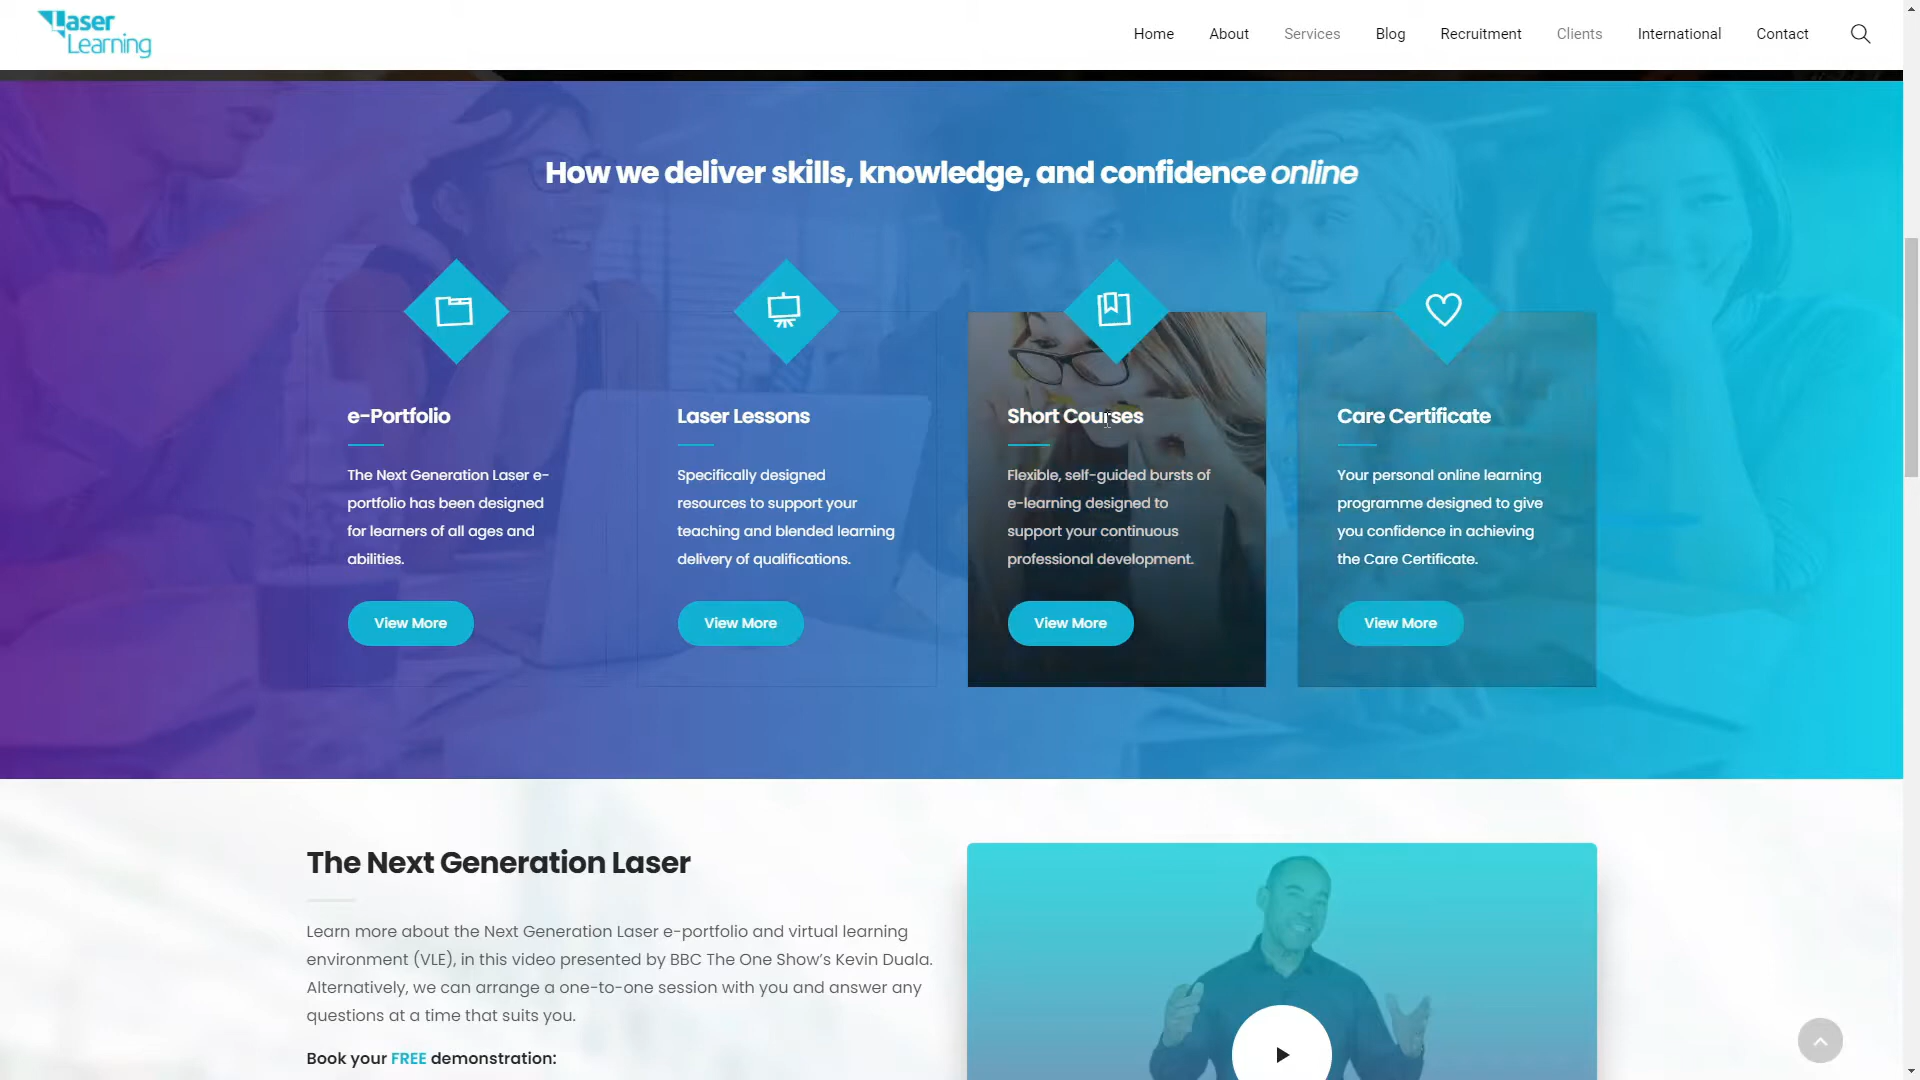 Laser
Learning
Home About Services Blog Recruitment Clients International Contact
How we deliver skills, knowledge, and confidence online
e-Portfolio
The Next Generation Laser e-
portfolio has been designed
for learners of all ages and
abilities.
View More
Laser Lessons
Specifically designed
resources to support your
teaching and blended learning
delivery of qualifications.
View More
Short Courses
Flexible, self-guided bursts of
e-learning designed to
support your continuous
professional development.
View More
Care Certificate
Your personal online learning
programme designed to give
you confidence in achieving
the Care Certificate.
View More
The Next Generation Laser
Learn more about the Next Generation Laser e-portfolio and virtual learning
environment (VLE), in this video presented by BBC The One Show’s Kevin Duala.
Alternatively, we can arrange a one-to-one session with you and answer any
questions at a time that suits you.
Book your FREE demonstration: